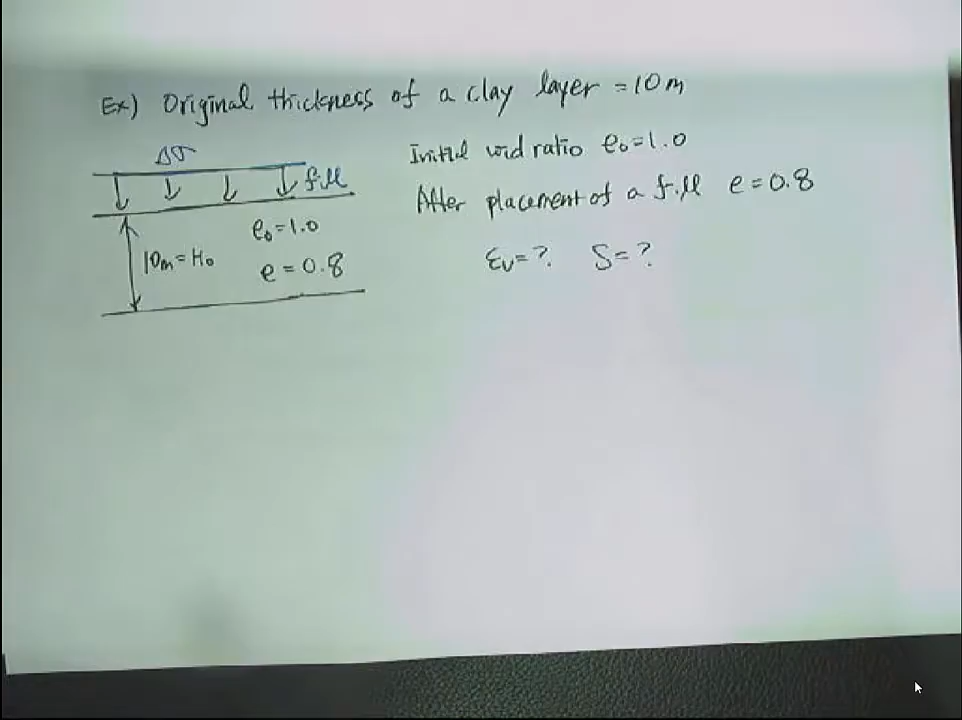 Ex) Original thickness of a clay layer = 10 m
Initial void ratio e₀ = 1.0
After placement of a fill e = 0.8
εᵥ = ? S = ?
Δσ
fill
e₀ = 1.0
10m = H₀
e = 0.8